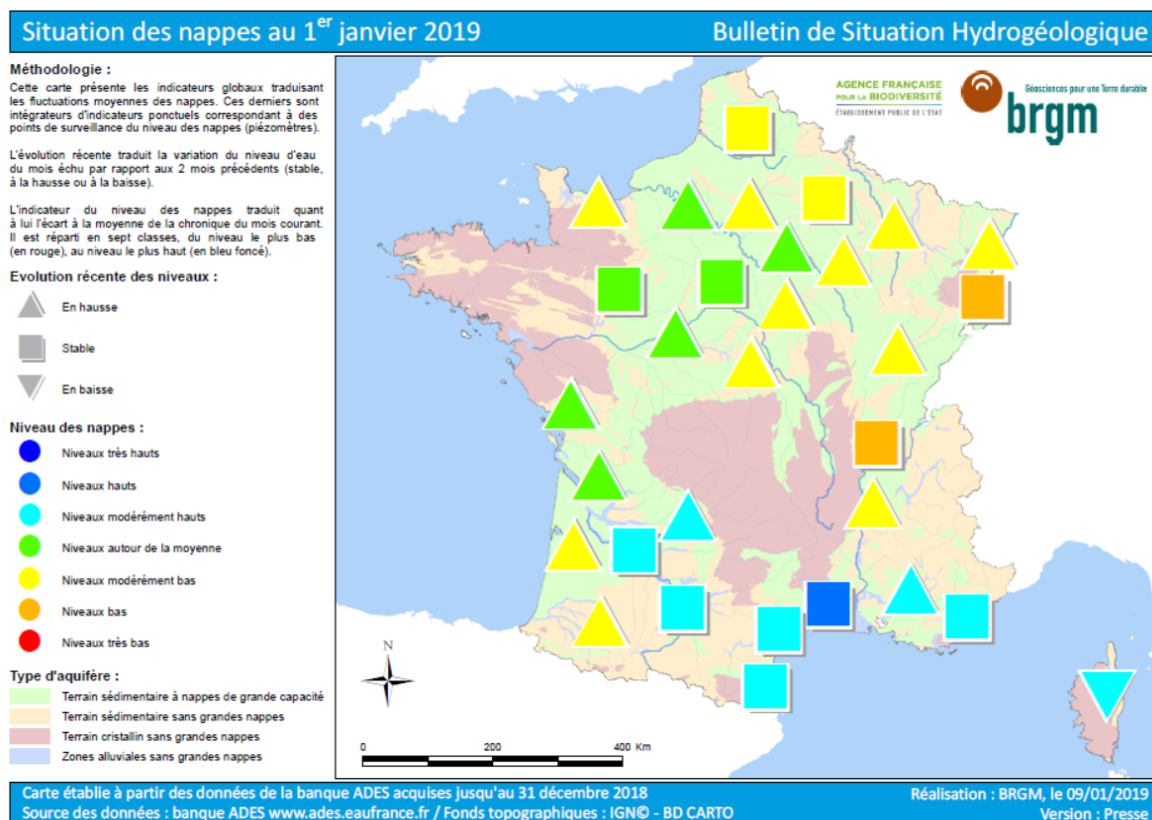 Situation des nappes au 1er janvier 2019
Bulletin de Situation Hydrogéologique
Méthodologie :
Cette carte présente les indicateurs globaux traduisant
les fluctuations moyennes des nappes. Ces derniers sont
intégrateurs d'indicateurs ponctuels correspondant à des
points de surveillance du niveau des nappes (piézomètres).
L'évolution récente traduit la variation du niveau d'eau
du mois échu par rapport aux 2 mois précédents (stable,
à la hausse ou à la baisse).
L'indicateur du niveau des nappes traduit quant
à lui l'écart à la moyenne de la chronique du mois courant.
Il est réparti en sept classes, du niveau le plus bas
(en rouge), au niveau le plus haut (en bleu foncé).
Evolution récente des niveaux :
En hausse
Stable
En baisse
Niveau des nappes :
Niveaux très hauts
Niveaux hauts
Niveaux modérément hauts
Niveaux autour de la moyenne
Niveaux modérément bas
Niveaux bas
Niveaux très bas
Type d'aquifère :
Terrain sédimentaire à nappes de grande capacité
Terrain sédimentaire sans grandes nappes
Terrain cristallin sans grandes nappes
Zones alluviales sans grandes nappes
AGENCE FRANÇAISE
POUR LA BIODIVERSITÉ
ÉTABLISSEMENT PUBLIC DE L'ÉTAT
Géosciences pour une Terre durable
brgm
N
0 200 400 Km
Carte établie à partir des données de la banque ADES acquises jusqu'au 31 décembre 2018
Source des données : banque ADES www.ades.eaufrance.fr / Fonds topographiques : IGN© - BD CARTO
Réalisation : BRGM, le 09/01/2019
Version : Presse